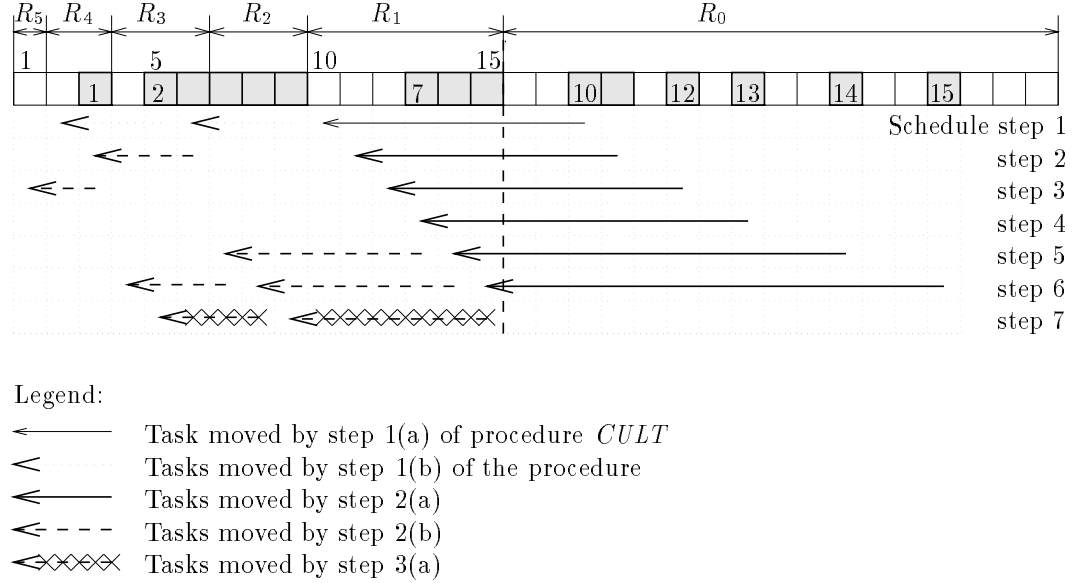 R5 R4 R3 R2 R1 R0
1 5 10 15
1 2 7 10 12 13 14 15
Schedule step 1
step 2
step 3
step 4
step 5
step 6
step 7
Legend:
Task moved by step 1(a) of procedure CULT
Tasks moved by step 1(b) of the procedure
Tasks moved by step 2(a)
Tasks moved by step 2(b)
Tasks moved by step 3(a)